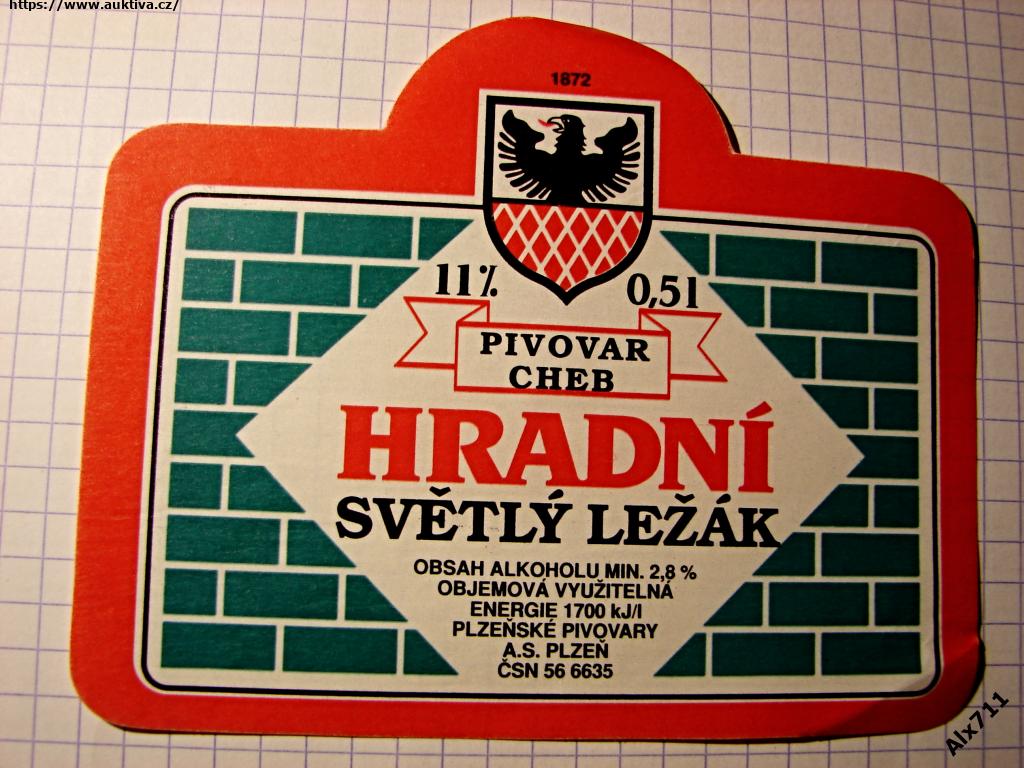 https://www.auktiva.cz/
1872
11%
0,5l
PIVOVAR
CHEB
HRADNÍ
SVĚTLÝ LEŽÁK
OBSAH ALKOHOLU MIN. 2,8 %
OBJEMOVÁ VYUŽITELNÁ
ENERGIE 1700 kJ/l
PLZEŇSKÉ PIVOVARY
A.S. PLZEŇ
ČSN 56 6635
Alx711